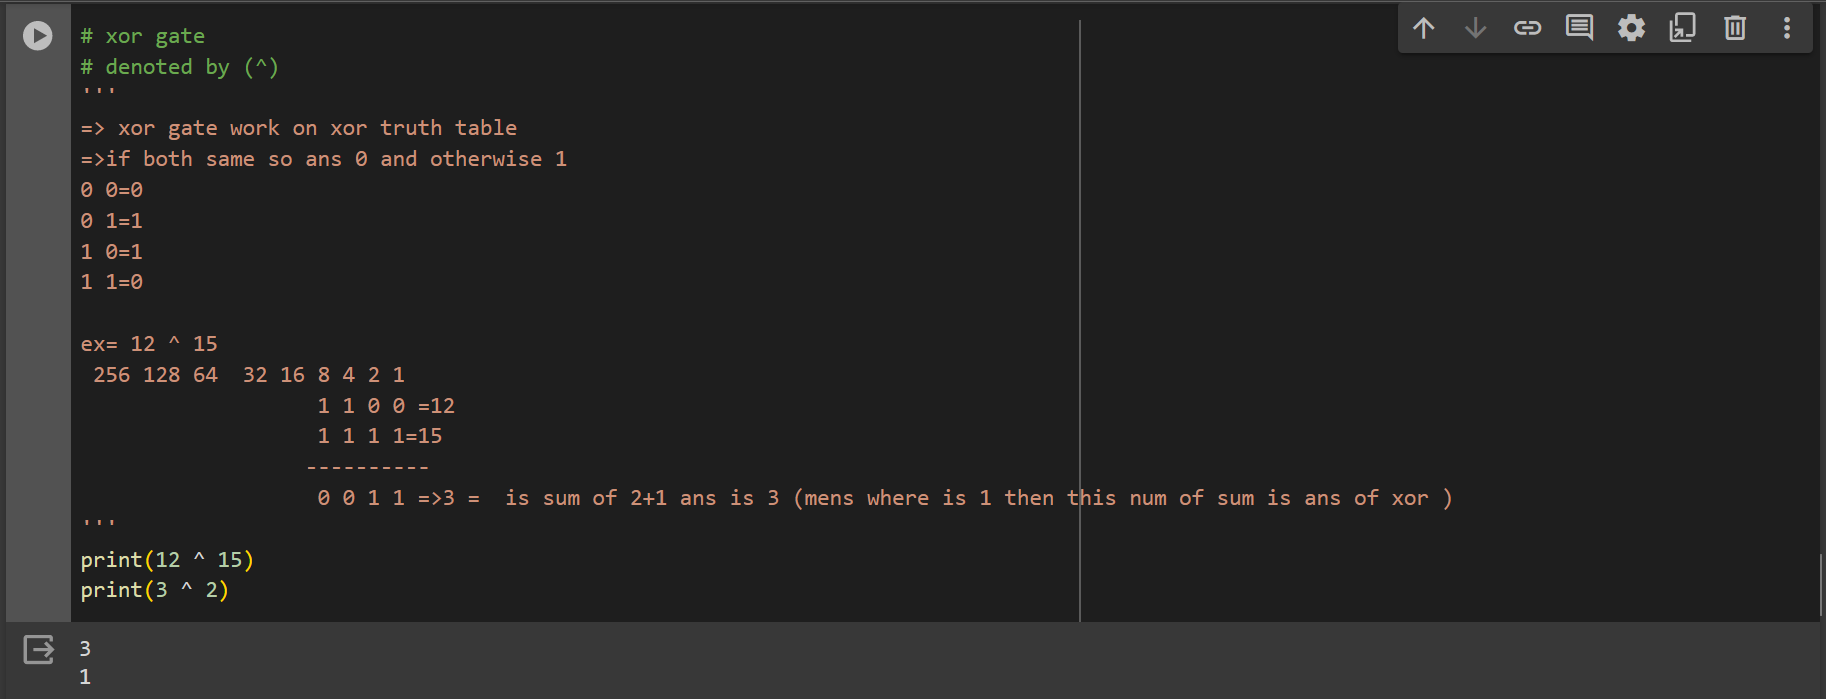 # xor gate
# denoted by (^)
'''
=> xor gate work on xor truth table
=>if both same so ans 0 and otherwise 1
0 0=0
0 1=1
1 0=1
1 1=0
ex= 12 ^ 15
256 128 64  32 16 8 4 2 1
1 1 0 0 =12
1 1 1 1=15
----------
0 0 1 1 =>3 =  is sum of 2+1 ans is 3 (mens where is 1 then this num of sum is ans of xor )
'''
print(12 ^ 15)
print(3 ^ 2)
3
1